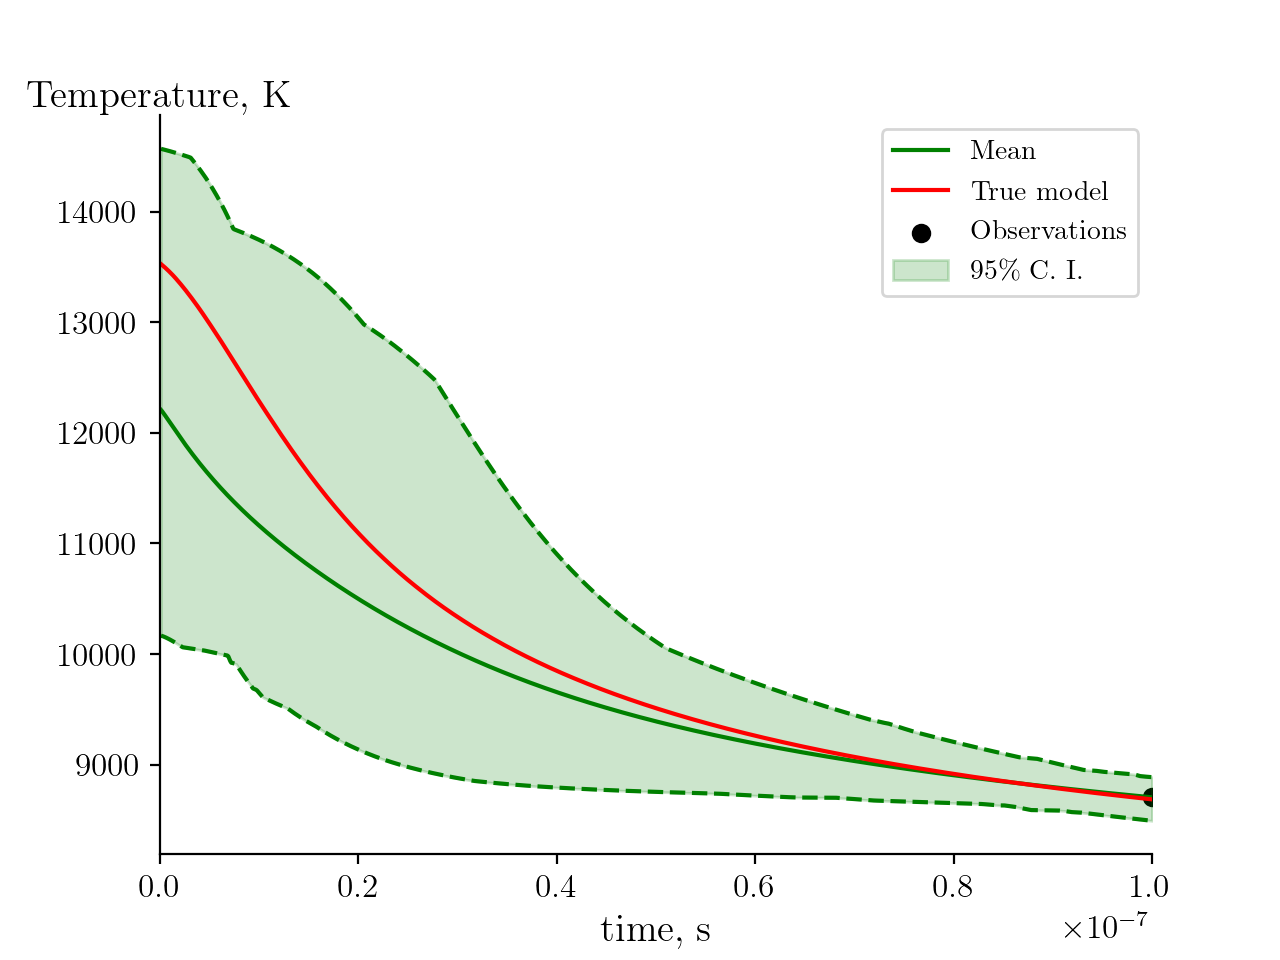 Temperature, K
Mean
True model
Observations
95% C. I.
14000
13000
12000
11000
10000
9000
0.0 0.2 0.4 0.6 0.8 1.0
×10⁻⁷
time, s